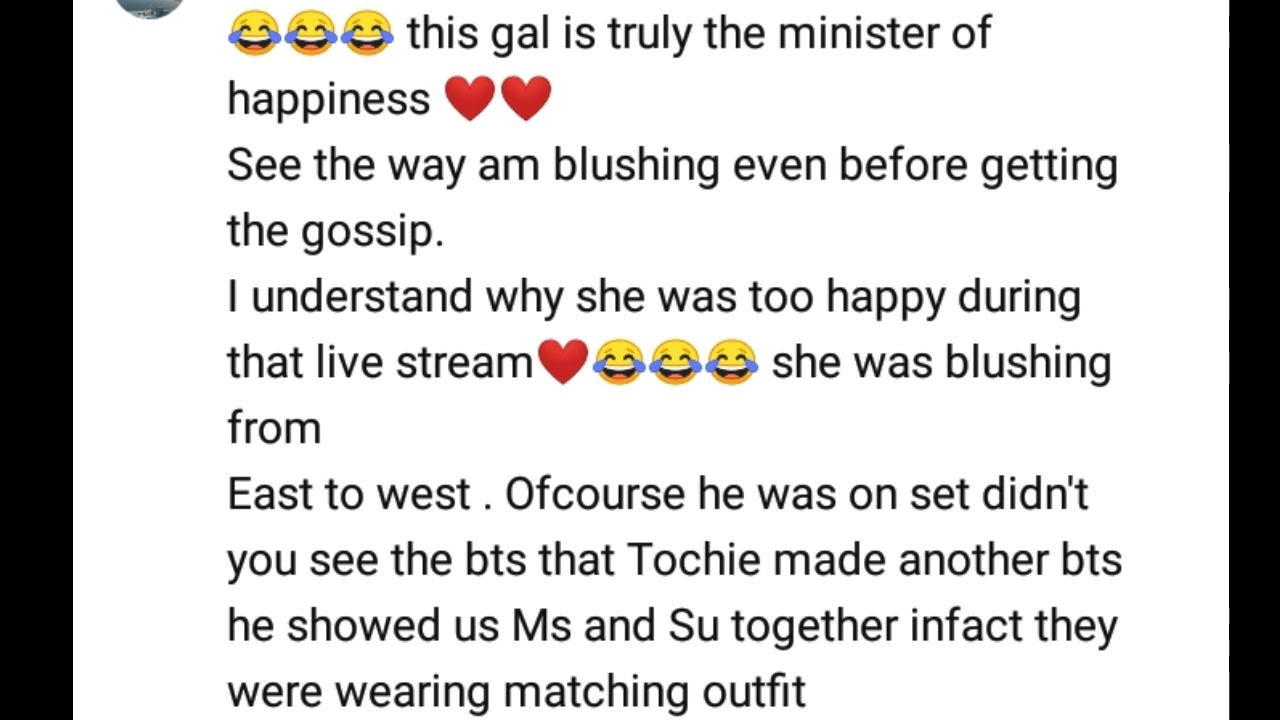 😂😂😂 this gal is truly the minister of
happiness ❤️❤️
See the way am blushing even before getting
the gossip.
I understand why she was too happy during
that live stream❤️😂😂😂 she was blushing
from
East to west . Ofcourse he was on set didn't
you see the bts that Tochie made another bts
he showed us Ms and Su together infact they
were wearing matching outfit